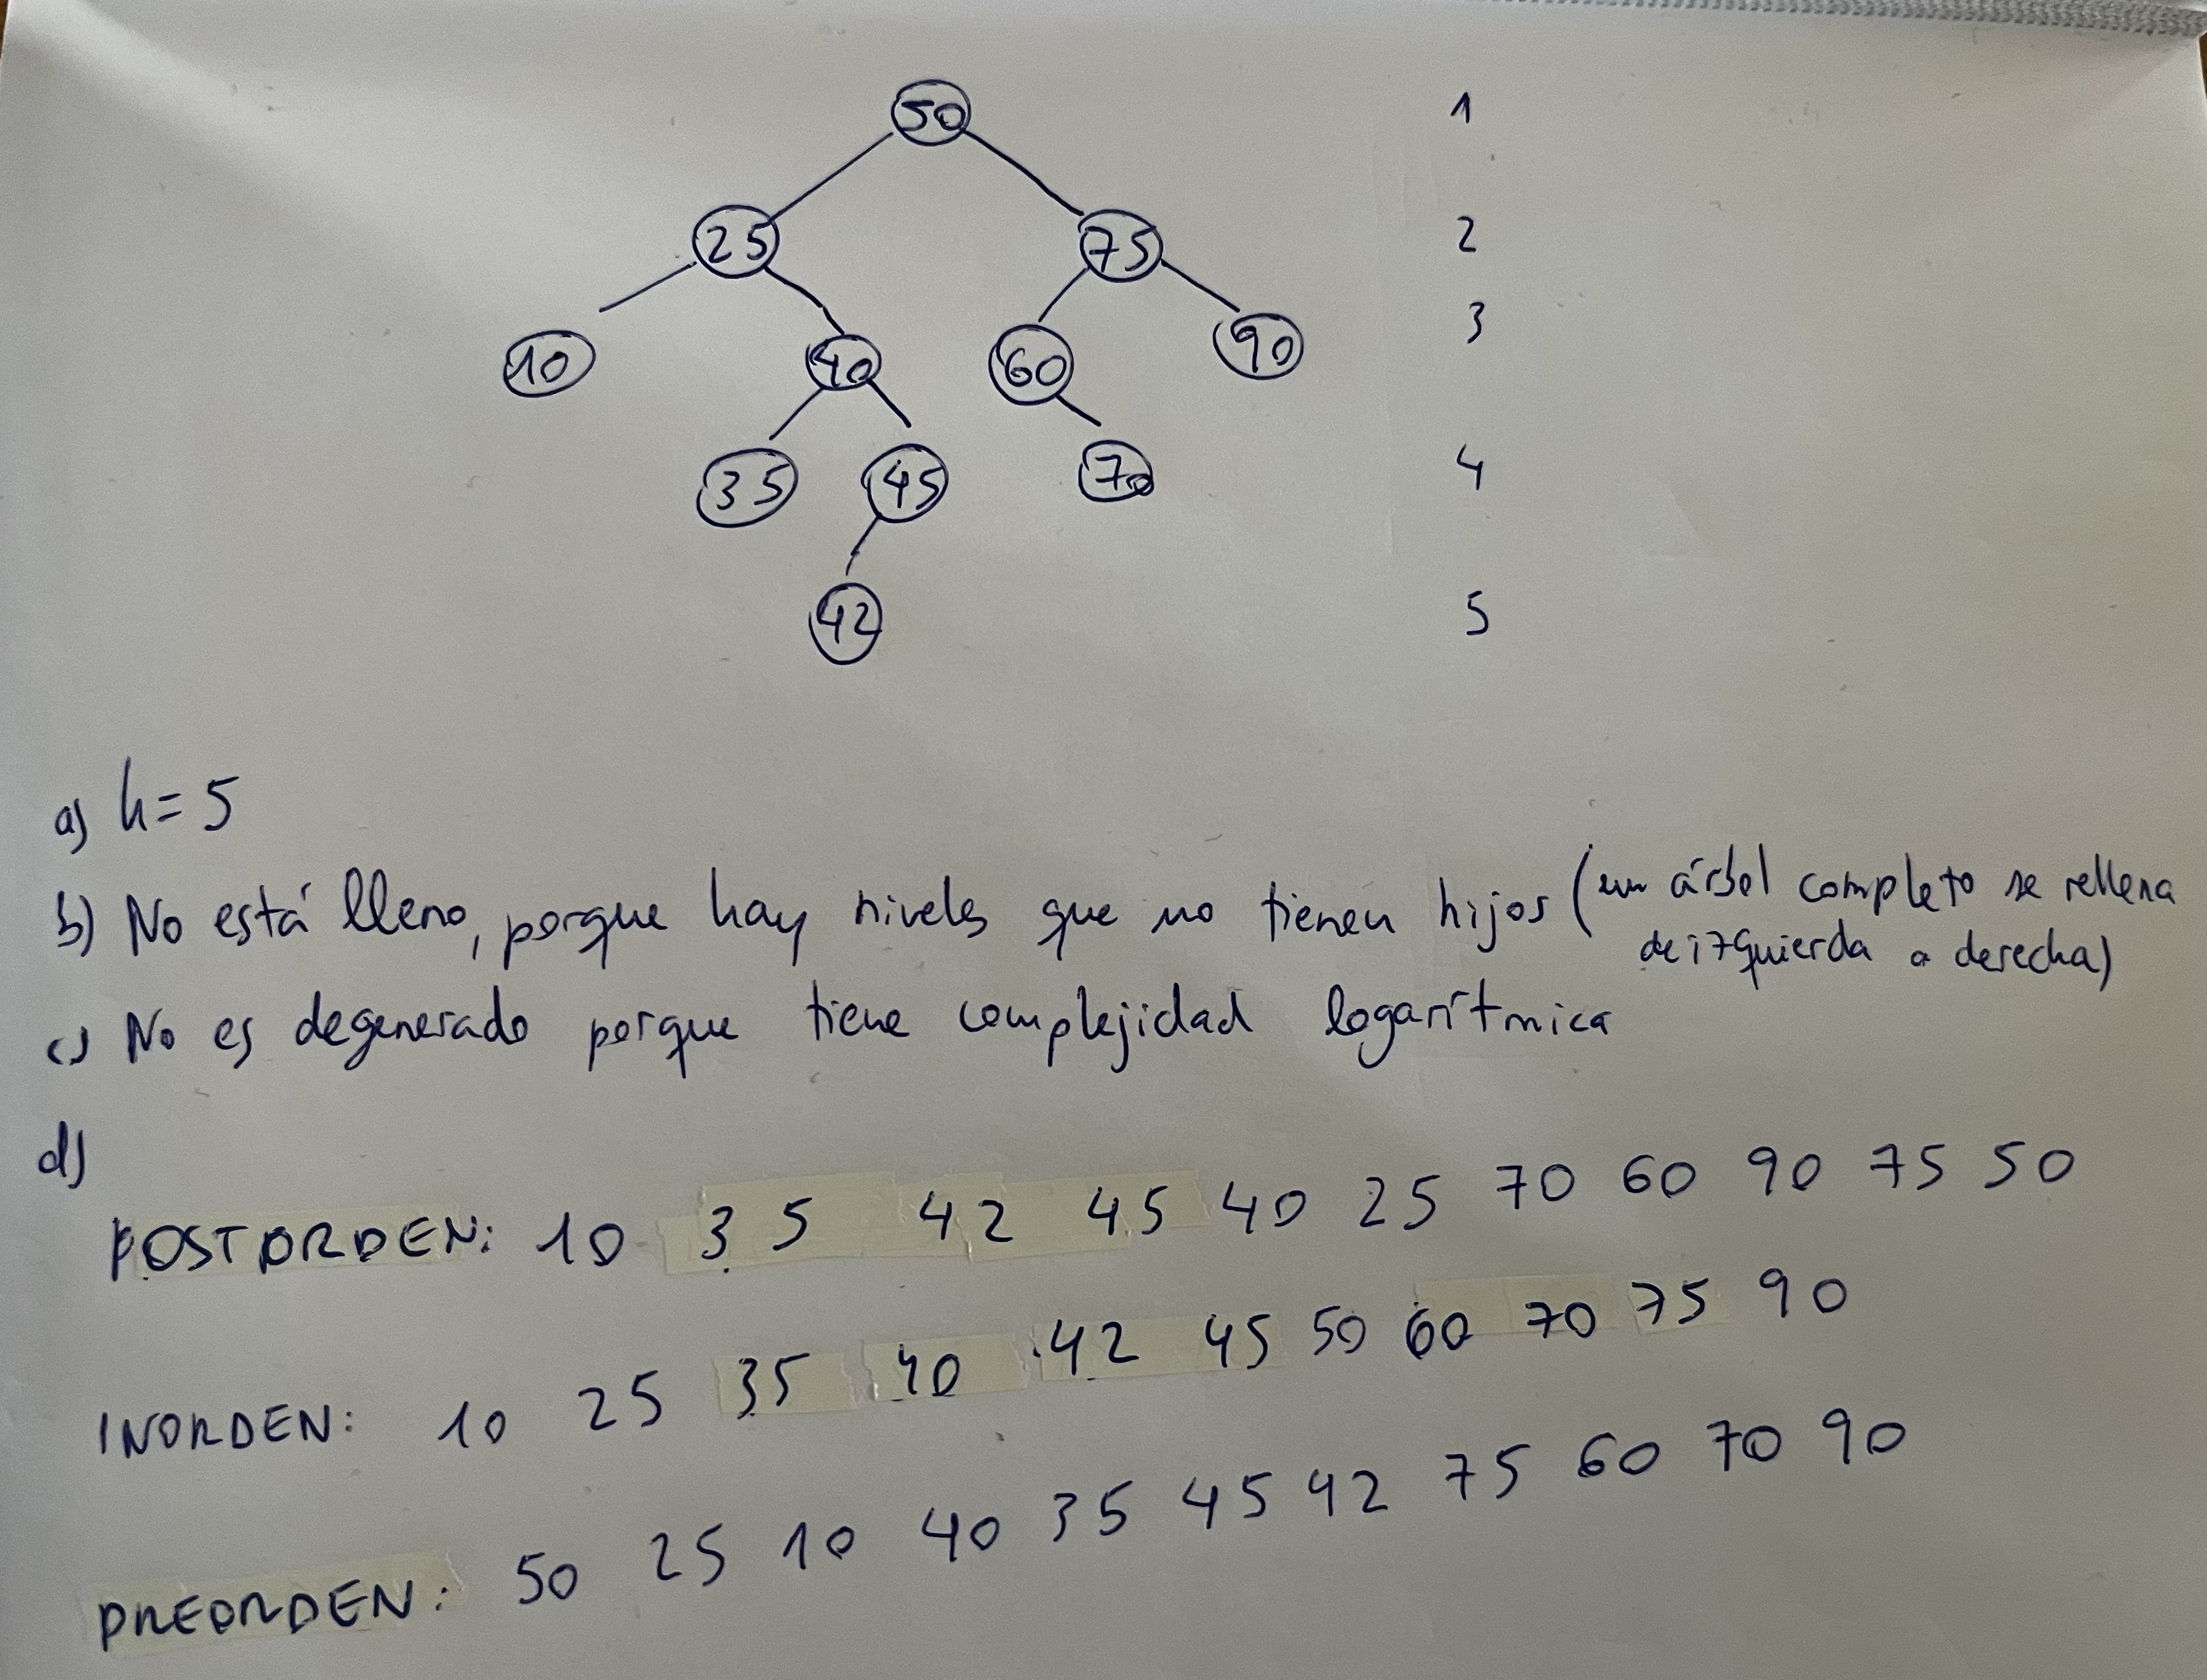 50 1
25 75 2
10 40 60 90 3
35 45 70 4
42 5
a) h=5
b) No está lleno, porque hay niveles que no tienen hijos (un árbol completo se rellena
de izquierda a derecha)
c) No es degenerado porque tiene complejidad logarítmica
d)
POSTORDEN: 10 35 42 45 40 25 70 60 90 75 50
INORDEN: 10 25 35 40 42 45 50 60 70 75 90
PREORDEN: 50 25 10 40 35 45 42 75 60 70 90